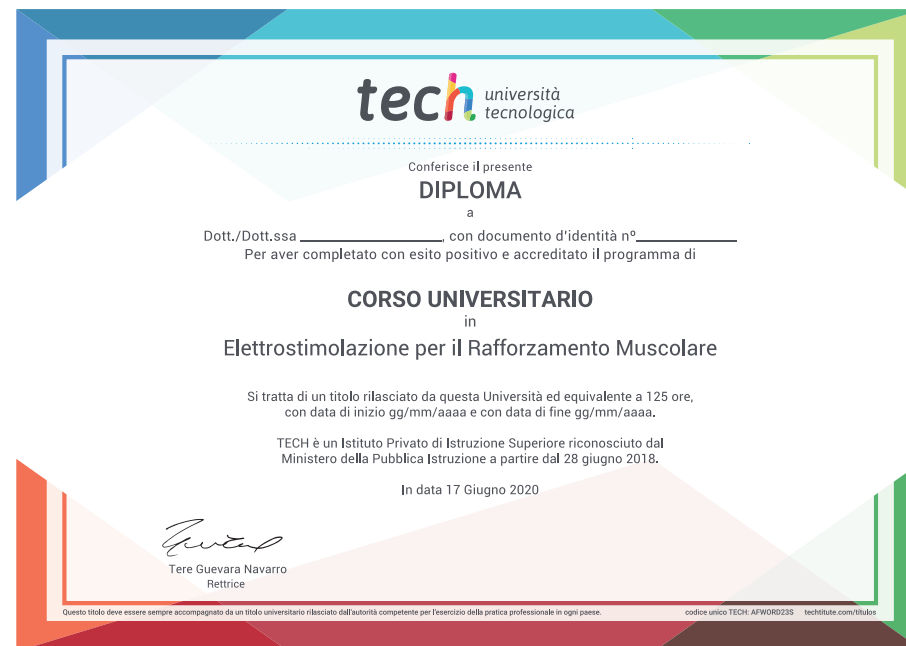 tech università
tecnologica
Conferisce il presente
DIPLOMA
a
Dott./Dott.ssa ____________, con documento d'identità nº____________
Per aver completato con esito positivo e accreditato il programma di
CORSO UNIVERSITARIO
in
Elettrostimolazione per il Rafforzamento Muscolare
Si tratta di un titolo rilasciato da questa Università ed equivalente a 125 ore,
con data di inizio gg/mm/aaaa e con data di fine gg/mm/aaaa.
TECH è un Istituto Privato di Istruzione Superiore riconosciuto dal
Ministero della Pubblica Istruzione a partire dal 28 giugno 2018.
In data 17 Giugno 2020
Tere Guevara Navarro
Rettrice
Questo titolo deve essere sempre accompagnato da un titolo universitario rilasciato dall'autorità competente per l'esercizio della pratica professionale in ogni paese. codice unico TECH: AFWORD23S techtitute.com/títulos